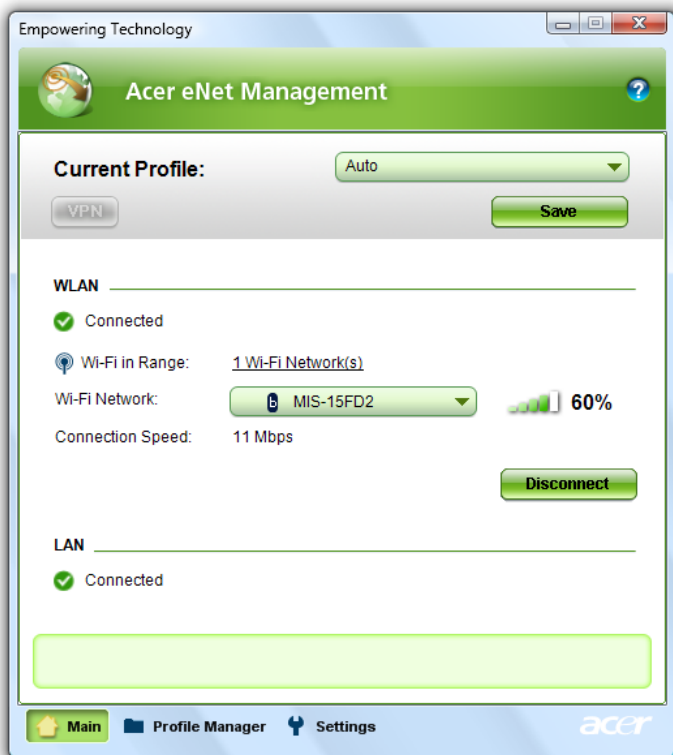 Empowering Technology
Acer eNet Management
?
Current Profile: Auto
VPN Save
WLAN
Connected
Wi-Fi in Range: 1 Wi-Fi Network(s)
Wi-Fi Network: b MIS-15FD2 60%
Connection Speed: 11 Mbps
Disconnect
LAN
Connected
Main Profile Manager Settings acer